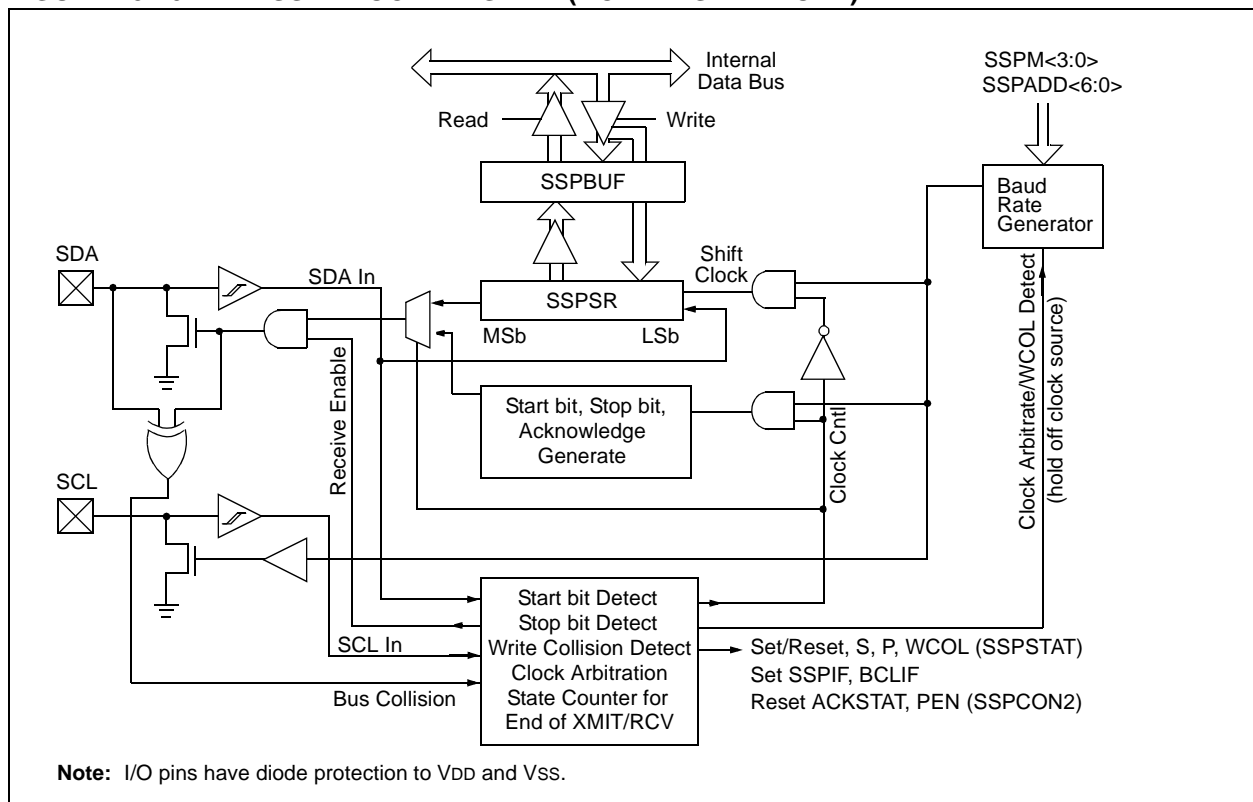 Internal
Data Bus
Read
Write
SSPM<3:0>
SSPADD<6:0>
SSPBUF
Baud
Rate
Generator
SDA
SDA In
Shift
Clock
SSPSR
MSb
LSb
Start bit, Stop bit,
Acknowledge
Generate
Receive Enable
Clock Cntl
Clock Arbitrate/WCOL Detect
(hold off clock source)
SCL
SCL In
Bus Collision
Start bit Detect
Stop bit Detect
Write Collision Detect
Clock Arbitration
State Counter for
End of XMIT/RCV
Set/Reset, S, P, WCOL (SSPSTAT)
Set SSPIF, BCLIF
Reset ACKSTAT, PEN (SSPCON2)
Note: I/O pins have diode protection to VDD and VSS.